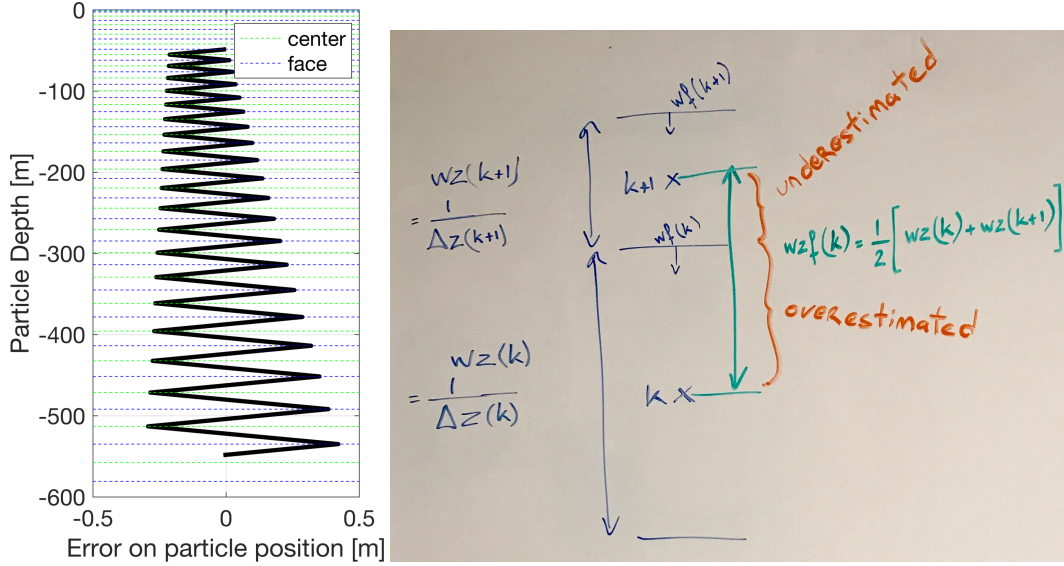 0
-100
-200
-300
-400
-500
-600
-0.5
0
0.5
Particle Depth [m]
Error on particle position [m]
center
face
wf(k+1)
wz(k+1)
= 1
Δz(k+1)
k+1 x
wf(k)
underestimated
wzf(k) = 1/2 [wz(k) + wz(k+1)]
overestimated
wz(k)
= 1
Δz(k)
k x